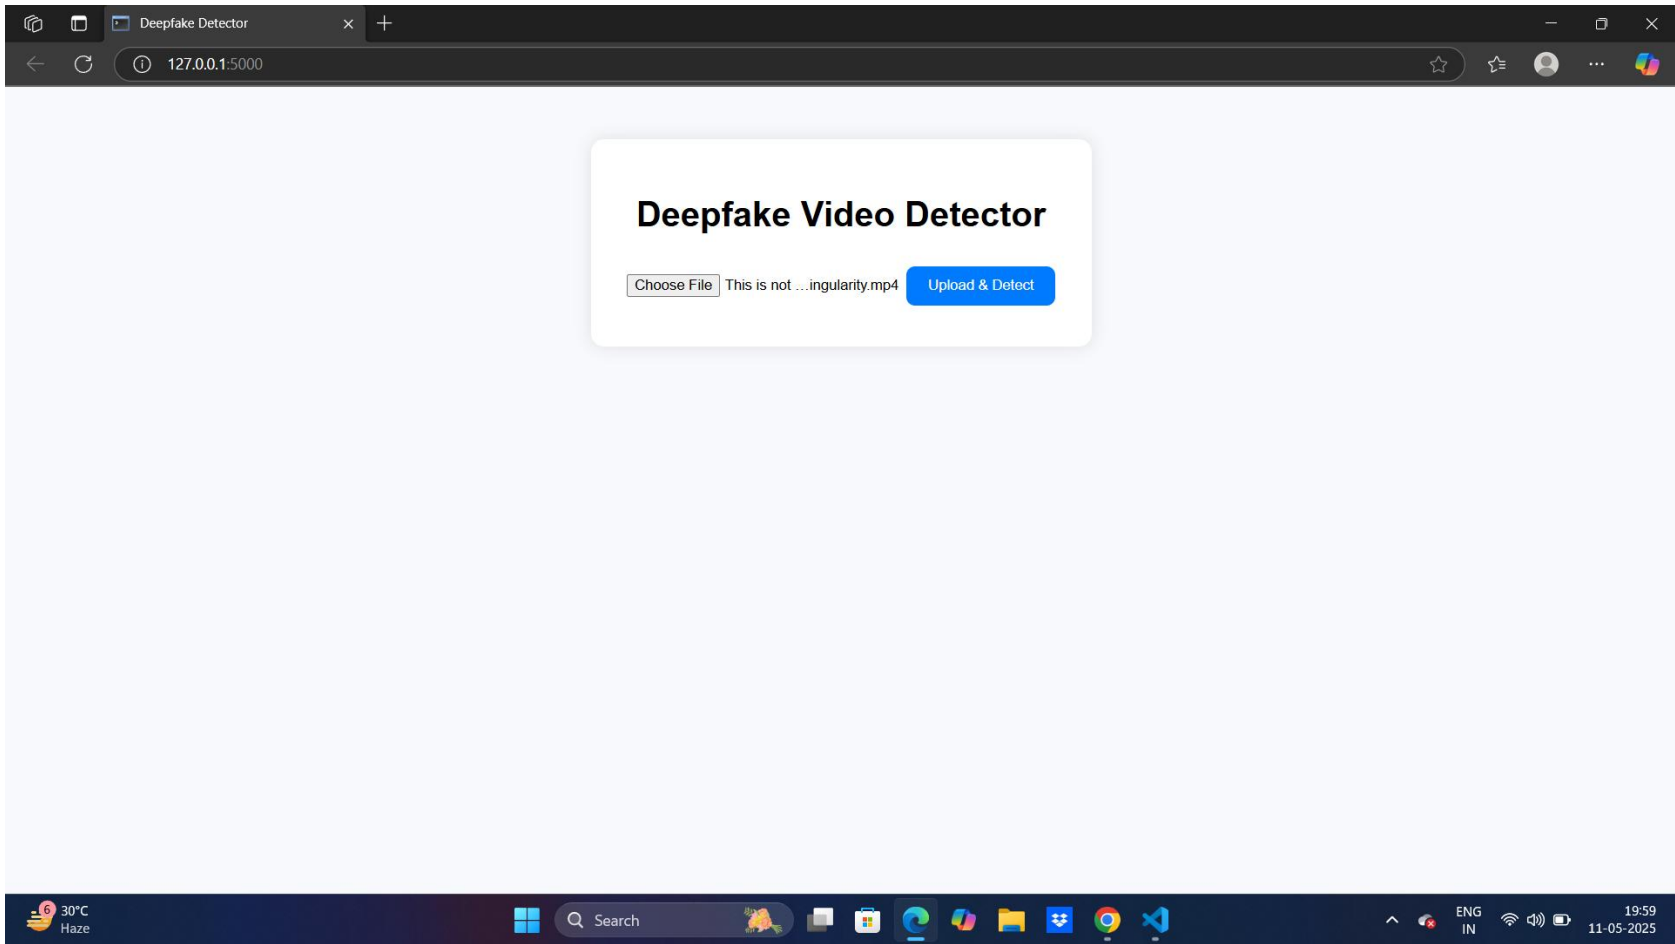 Deepfake Detector
127.0.0.1:5000
Deepfake Video Detector
Choose File This is not ...ingularity.mp4 Upload & Detect
6 30°C
Haze
Search
ENG
IN
19:59
11-05-2025